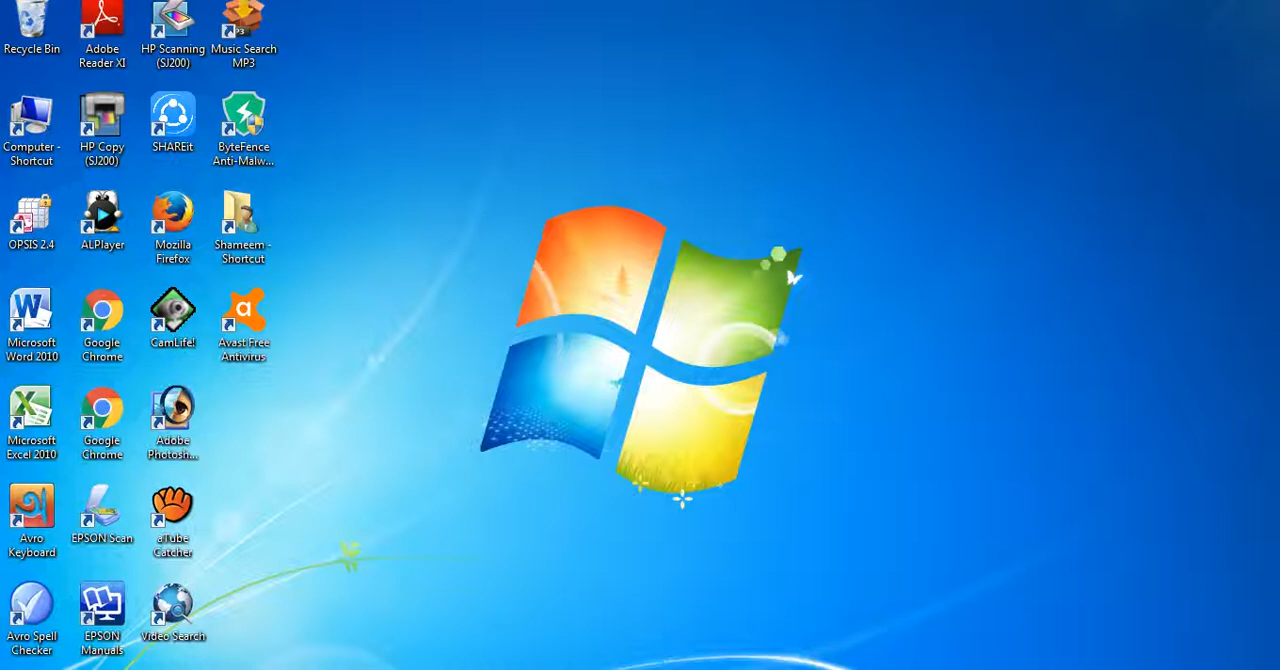 Recycle Bin
Adobe
Reader XI
HP Scanning
(SJ200)
Music Search
MP3
Computer -
Shortcut
HP Copy
(SJ200)
SHAREit
ByteFence
Anti-Malw...
OPSIS 2.4
ALPlayer
Mozilla
Firefox
Shameem -
Shortcut
Microsoft
Word 2010
Google
Chrome
CamLife!
Avast Free
Antivirus
Microsoft
Excel 2010
Google
Chrome
Adobe
Photosh...
Avro
Keyboard
EPSON Scan
aTube
Catcher
Avro Spell
Checker
EPSON
Manuals
Video Search